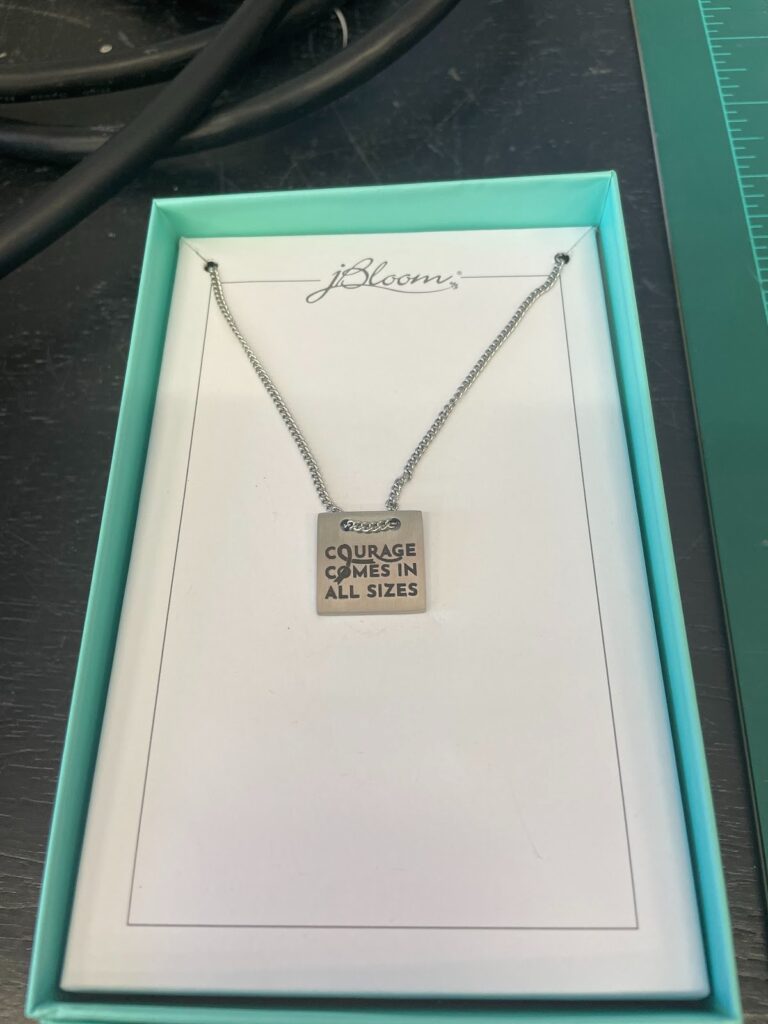 jBloom®
COURAGE
COMES IN
ALL SIZES